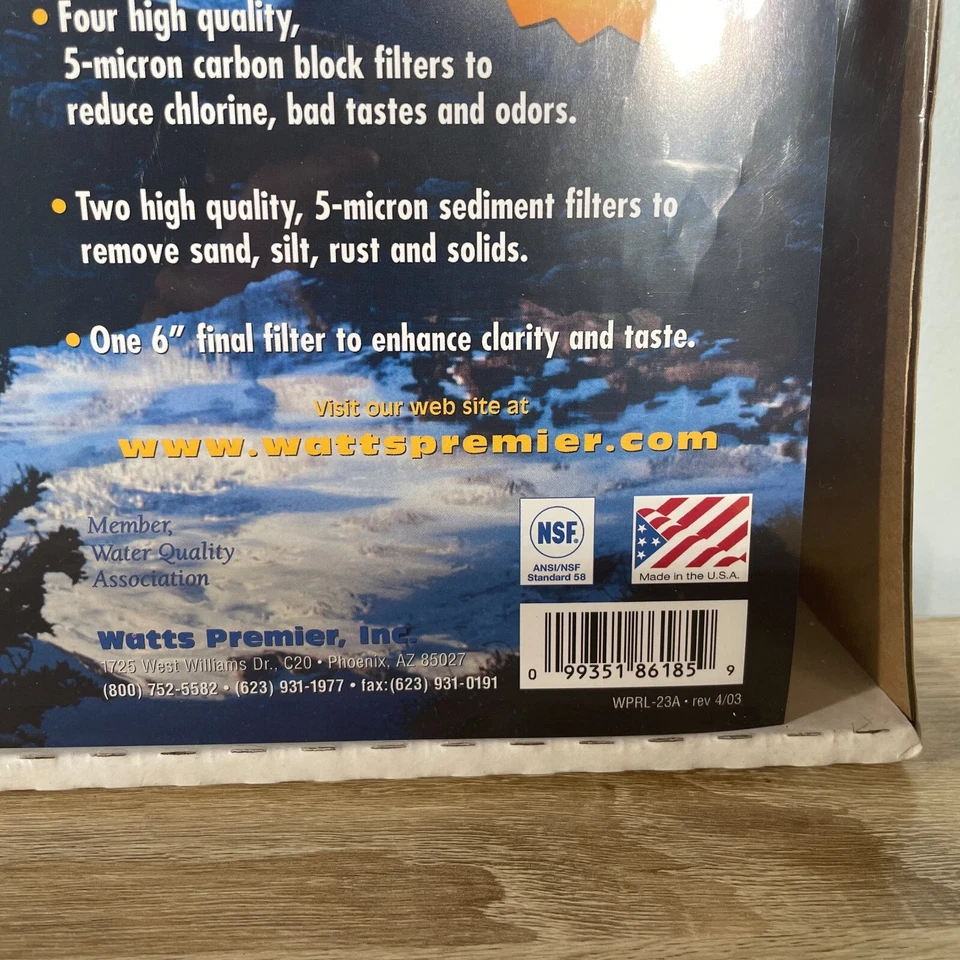 • Four high quality,
5-micron carbon block filters to
reduce chlorine, bad tastes and odors.
• Two high quality, 5-micron sediment filters to
remove sand, silt, rust and solids.
• One 6” final filter to enhance clarity and taste.
Visit our web site at
www.wattspremier.com
Member,
Water Quality
Association
NSF®
ANSI/NSF
Standard 58
Made in the U.S.A.
Watts Premier, Inc.
1725 West Williams Dr., C20 • Phoenix, AZ 85027
(800) 752-5582 • (623) 931-1977 • fax:(623) 931-0191
0 99351 86185 9
WPRL-23A • rev 4/03